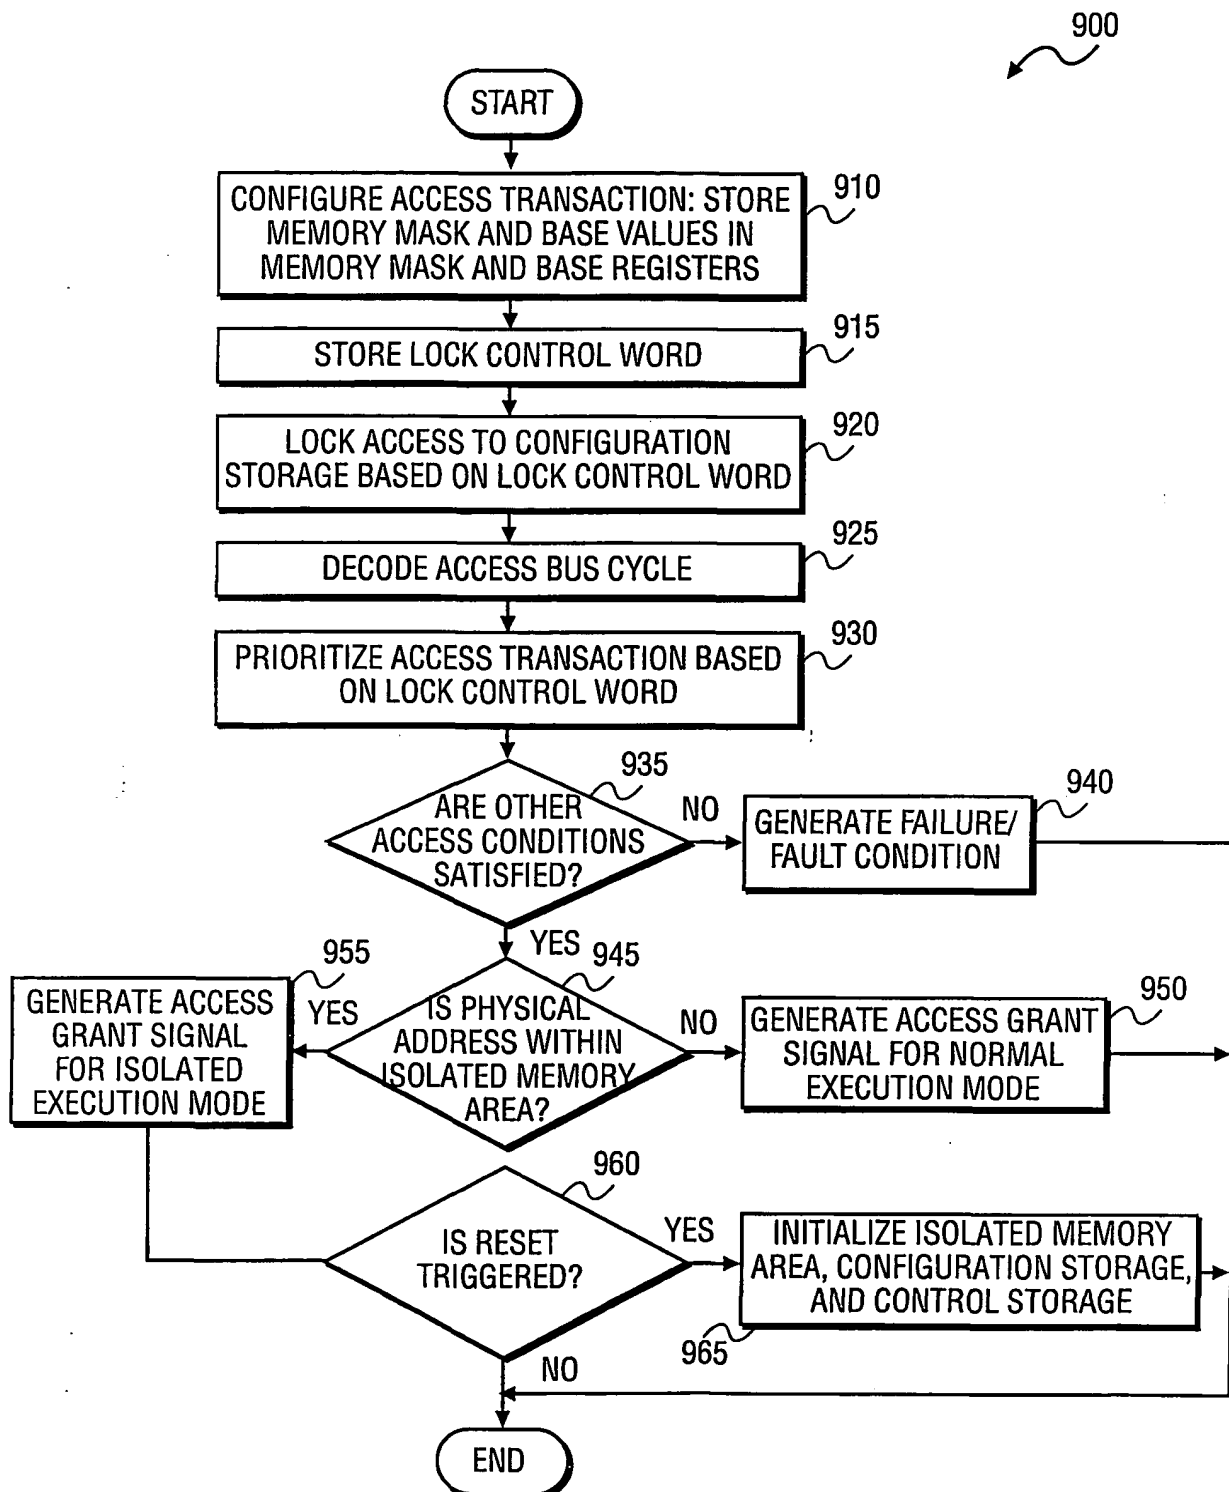 900
START
CONFIGURE ACCESS TRANSACTION: STORE
MEMORY MASK AND BASE VALUES IN
MEMORY MASK AND BASE REGISTERS
910
STORE LOCK CONTROL WORD
915
LOCK ACCESS TO CONFIGURATION
STORAGE BASED ON LOCK CONTROL WORD
920
DECODE ACCESS BUS CYCLE
925
PRIORITIZE ACCESS TRANSACTION BASED
ON LOCK CONTROL WORD
930
ARE OTHER
ACCESS CONDITIONS
SATISFIED?
935
NO
GENERATE FAILURE/
FAULT CONDITION
940
YES
IS PHYSICAL
ADDRESS WITHIN
ISOLATED MEMORY
AREA?
945
YES
GENERATE ACCESS
GRANT SIGNAL
FOR ISOLATED
EXECUTION MODE
955
NO
GENERATE ACCESS GRANT
SIGNAL FOR NORMAL
EXECUTION MODE
950
IS RESET
TRIGGERED?
960
YES
INITIALIZE ISOLATED MEMORY
AREA, CONFIGURATION STORAGE,
AND CONTROL STORAGE
965
NO
END